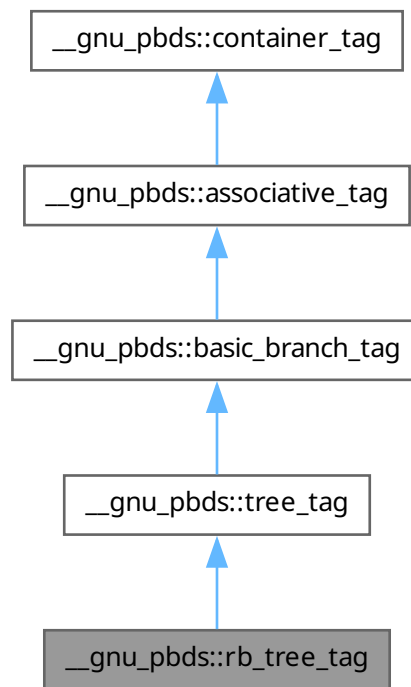 __gnu_pbds::container_tag
__gnu_pbds::associative_tag
__gnu_pbds::basic_branch_tag
__gnu_pbds::tree_tag
__gnu_pbds::rb_tree_tag